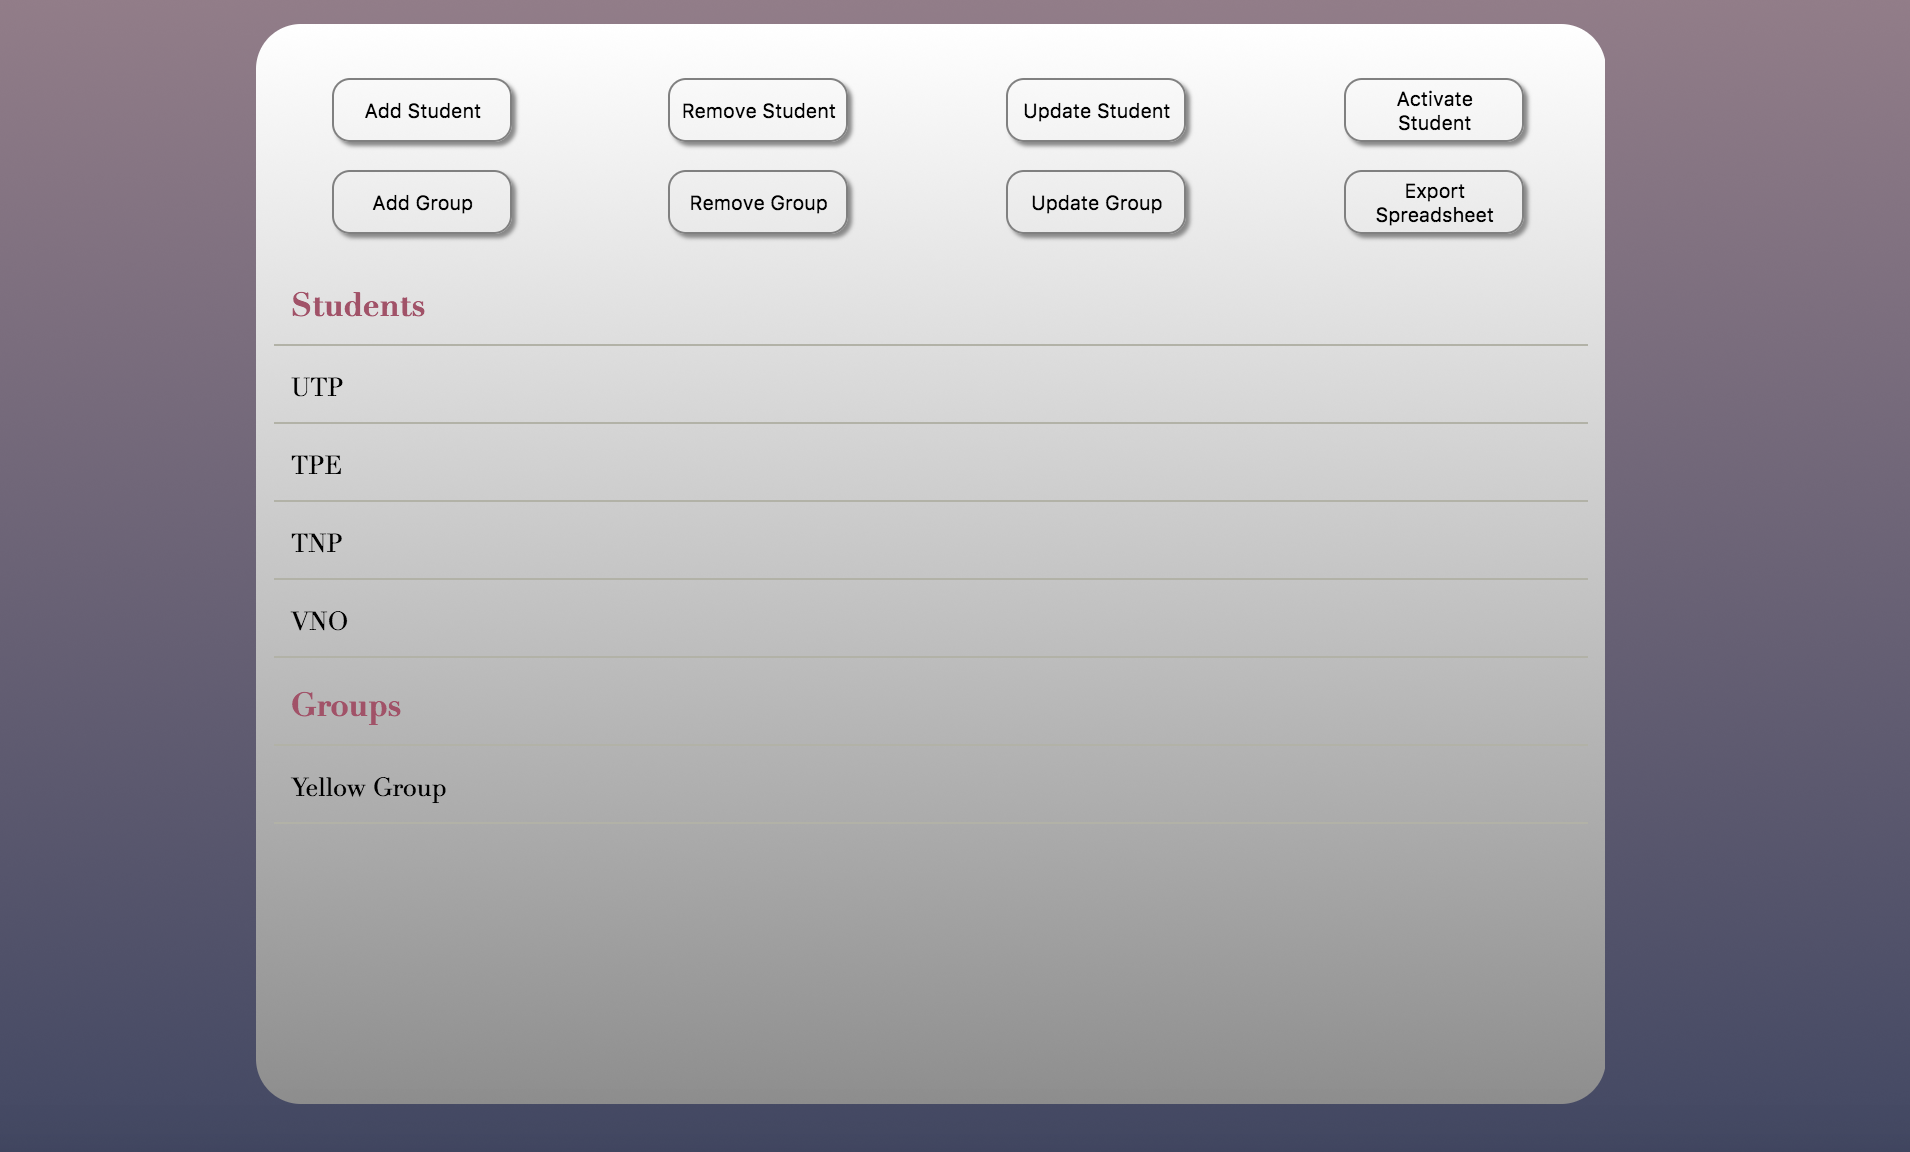 Add Student
Remove Student
Update Student
Activate
Student
Add Group
Remove Group
Update Group
Export
Spreadsheet
Students
UTP
TPE
TNP
VNO
Groups
Yellow Group